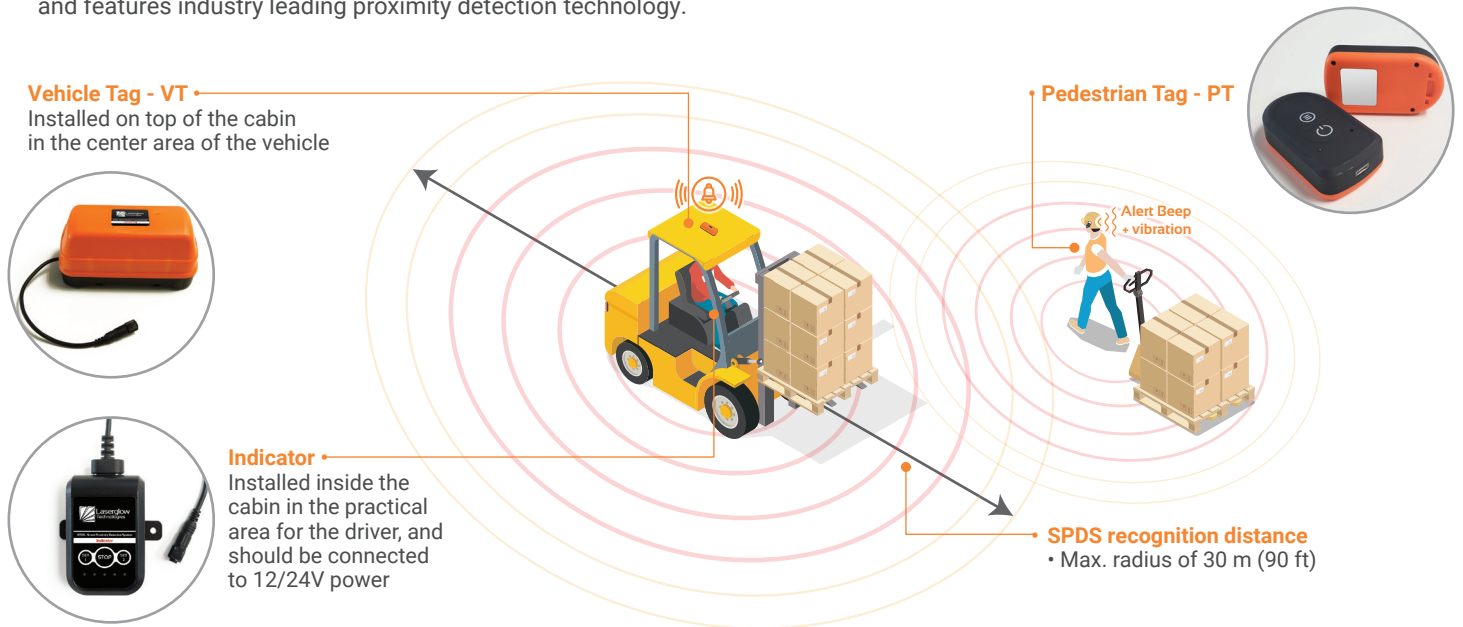 and features industry leading proximity detection technology.
Vehicle Tag - VT
Installed on top of the cabin
in the center area of the vehicle
Pedestrian Tag - PT
Alert Beep
+ vibration
Laserglow
Technologies
Indicator
STOP
Indicator
Installed inside the
cabin in the practical
area for the driver, and
should be connected
to 12/24V power
SPDS recognition distance
• Max. radius of 30 m (90 ft)